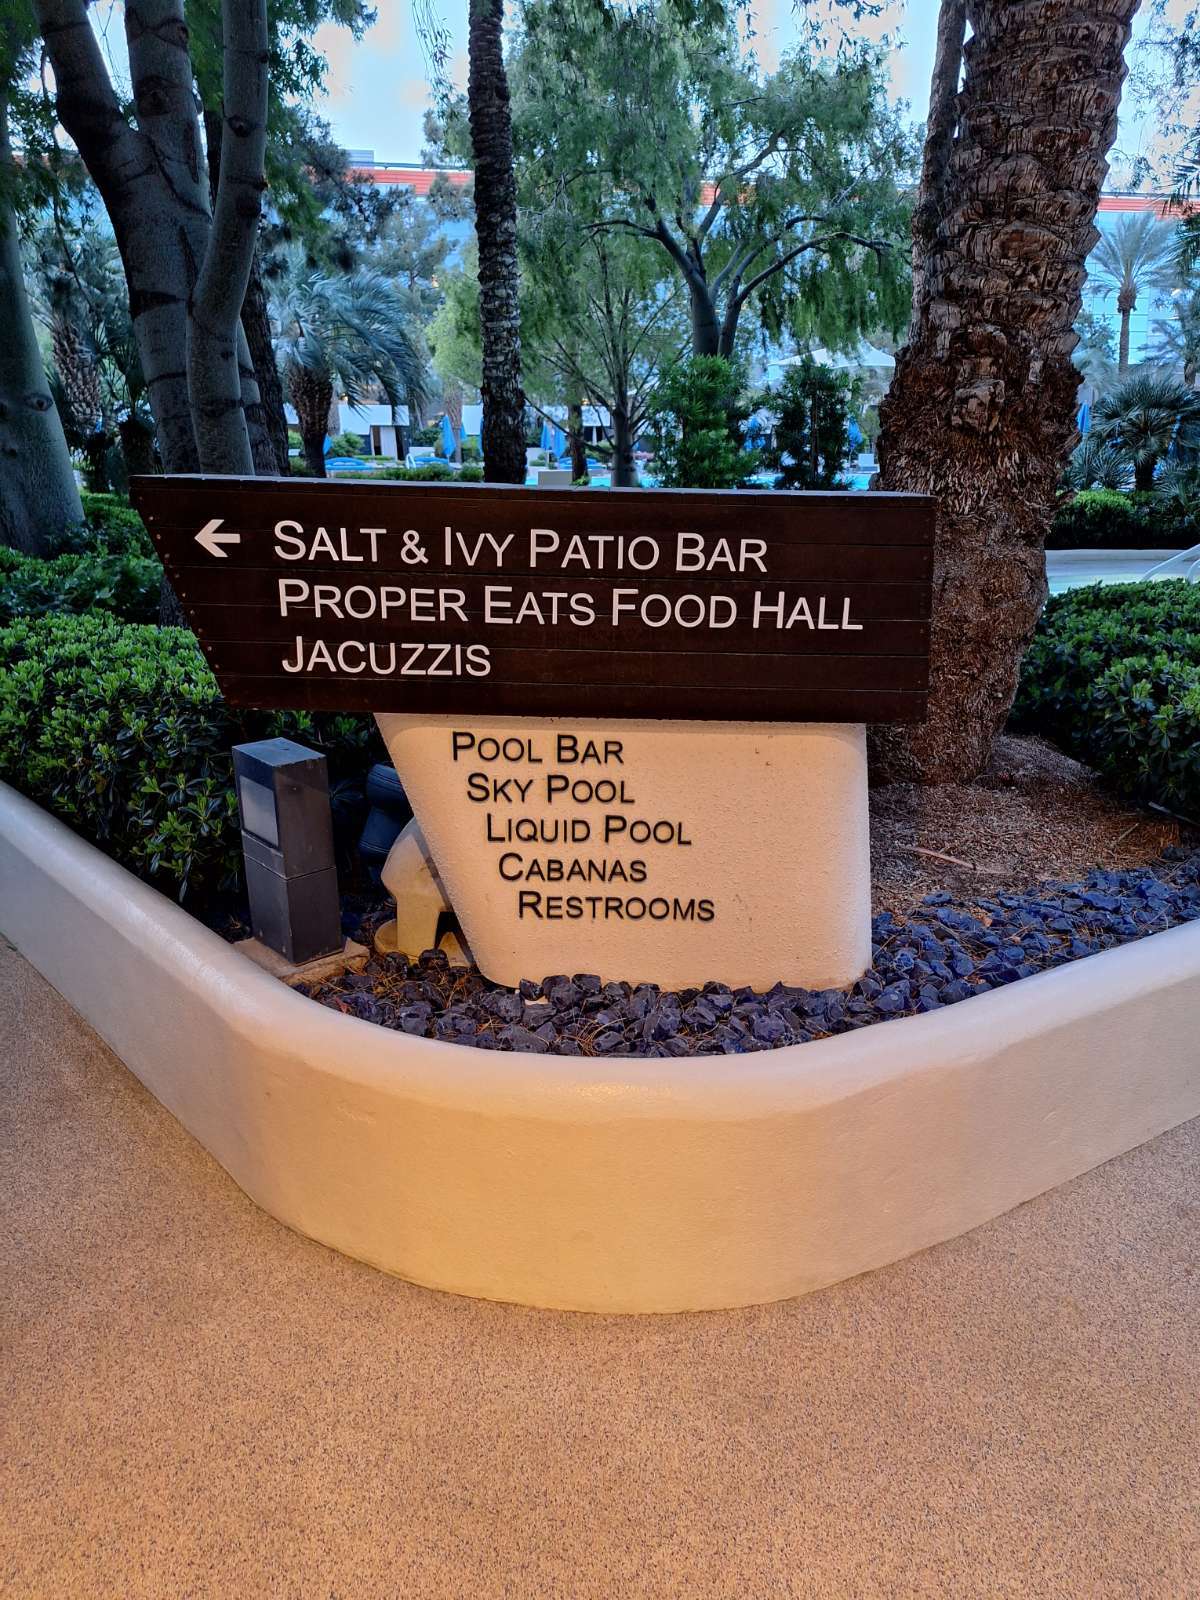 ← SALT & IVY PATIO BAR
PROPER EATS FOOD HALL
JACUZZIS
POOL BAR
SKY POOL
LIQUID POOL
CABANAS
RESTROOMS